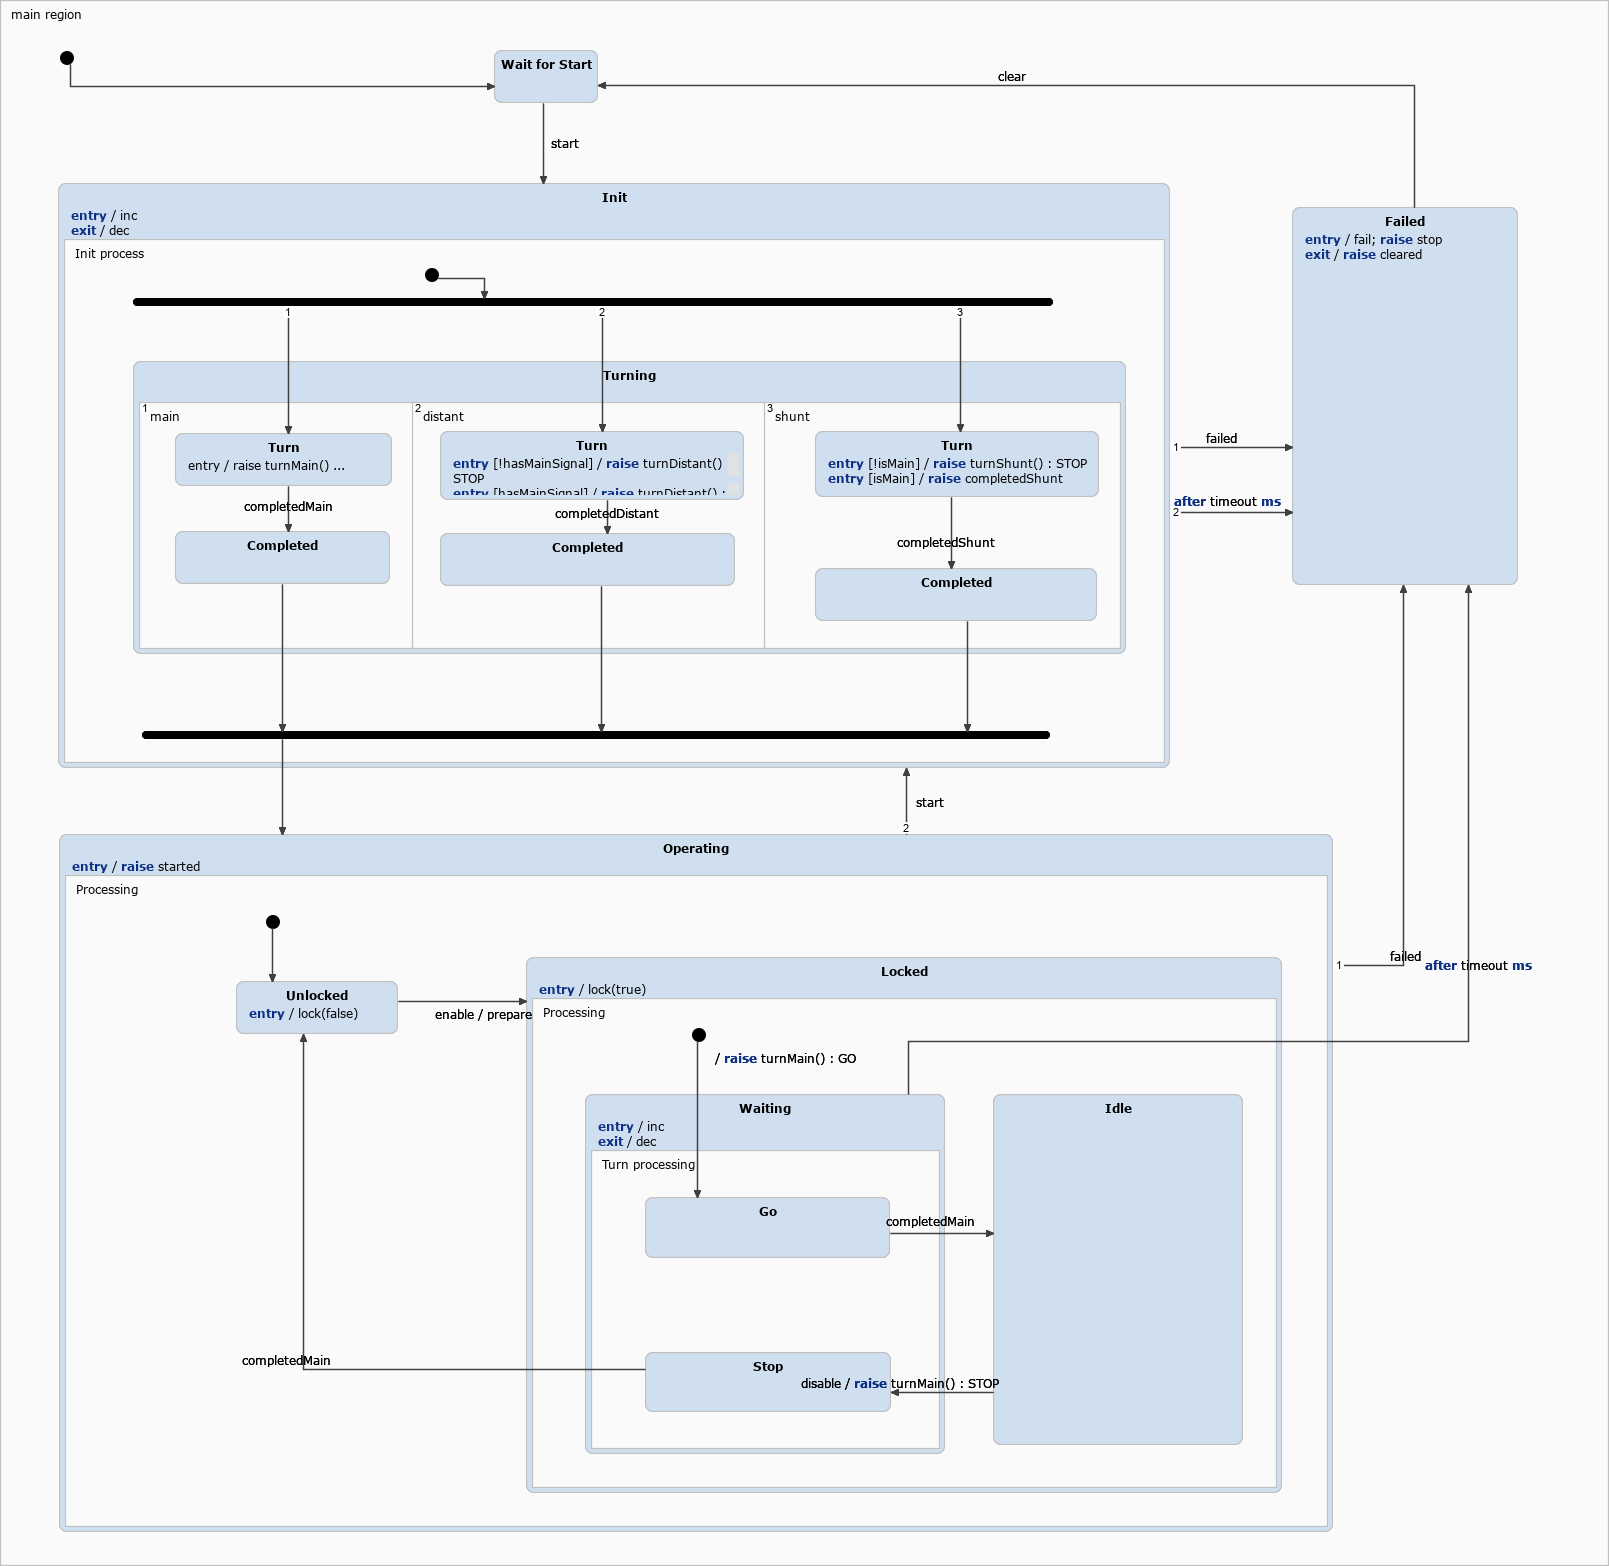 main region
Wait for Start
clear
start
Init
entry / inc
exit / dec
Init process
1
2
3
Turning
1 main
2 distant
3 shunt
Turn
entry / raise turnMain() ...
Turn
entry [!hasMainSignal] / raise turnDistant()
STOP
entry [hasMainSignal] / raise turnDistant() :
Turn
entry [!isMain] / raise turnShunt() : STOP
entry [isMain] / raise completedShunt
completedMain
completedDistant
completedShunt
Completed
Completed
Completed
Failed
entry / fail; raise stop
exit / raise cleared
1
failed
after timeout ms
2
start
2
Operating
entry / raise started
Processing
Unlocked
entry / lock(false)
enable / prepare
Locked
entry / lock(true)
Processing
/ raise turnMain() : GO
1
failed
after timeout ms
Waiting
entry / inc
exit / dec
Turn processing
Idle
Go
completedMain
Stop
disable / raise turnMain() : STOP
completedMain